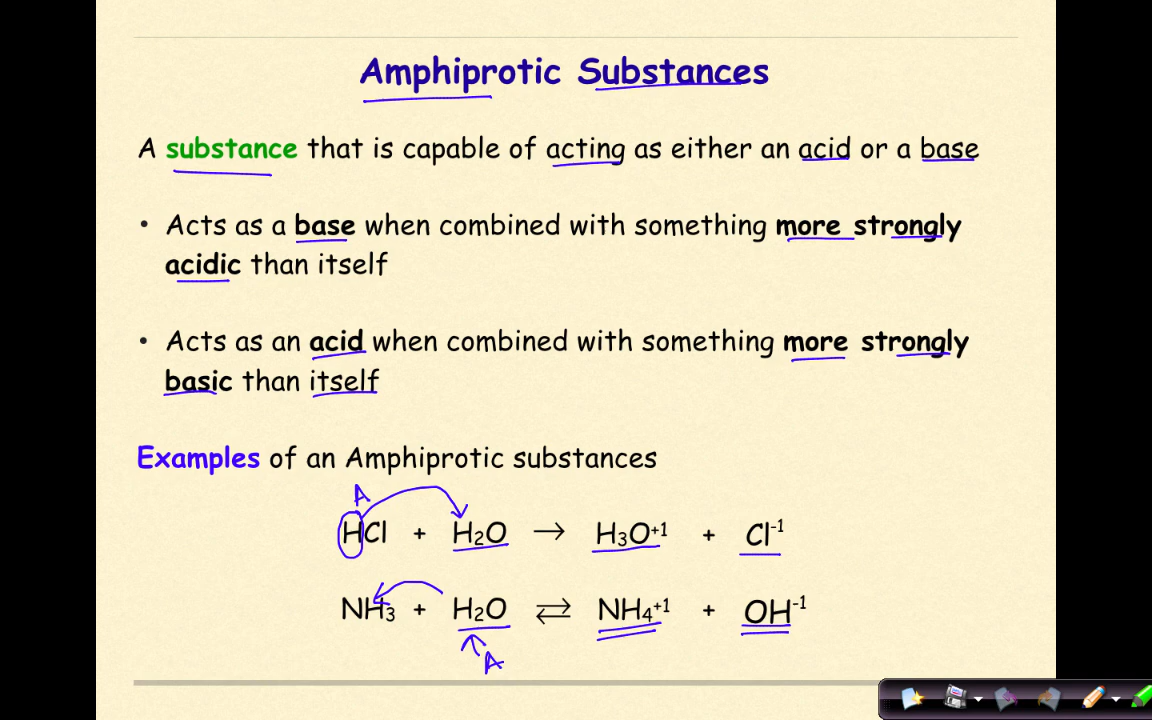 Amphiprotic Substances
A substance that is capable of acting as either an acid or a base
• Acts as a base when combined with something more strongly
acidic than itself
• Acts as an acid when combined with something more strongly
basic than itself
Examples of an Amphiprotic substances
A
HCl + H₂O → H₃O⁺¹ + Cl⁻¹
NH₃ + H₂O ⇄ NH₄⁺¹ + OH⁻¹
A